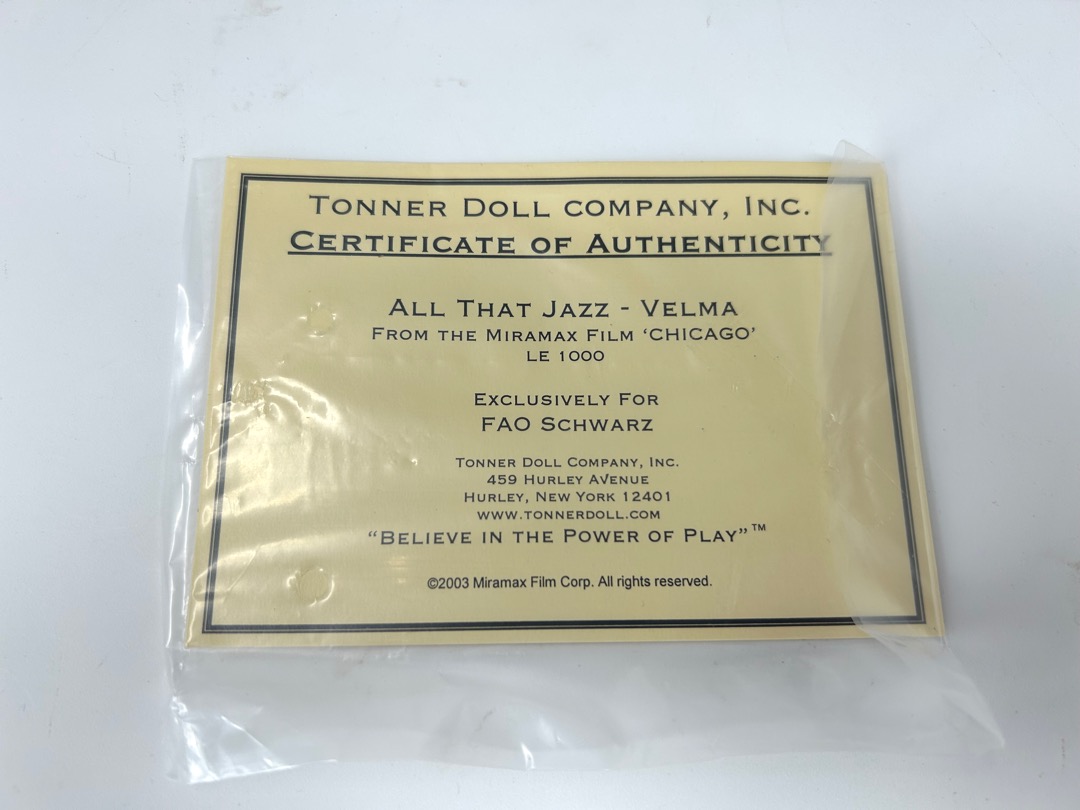 TONNER DOLL COMPANY, INC.
CERTIFICATE OF AUTHENTICITY
ALL THAT JAZZ - VELMA
FROM THE MIRAMAX FILM ‘CHICAGO’
LE 1000
EXCLUSIVELY FOR
FAO SCHWARZ
TONNER DOLL COMPANY, INC.
459 HURLEY AVENUE
HURLEY, NEW YORK 12401
WWW.TONNERDOLL.COM
“BELIEVE IN THE POWER OF PLAY”™
©2003 Miramax Film Corp. All rights reserved.